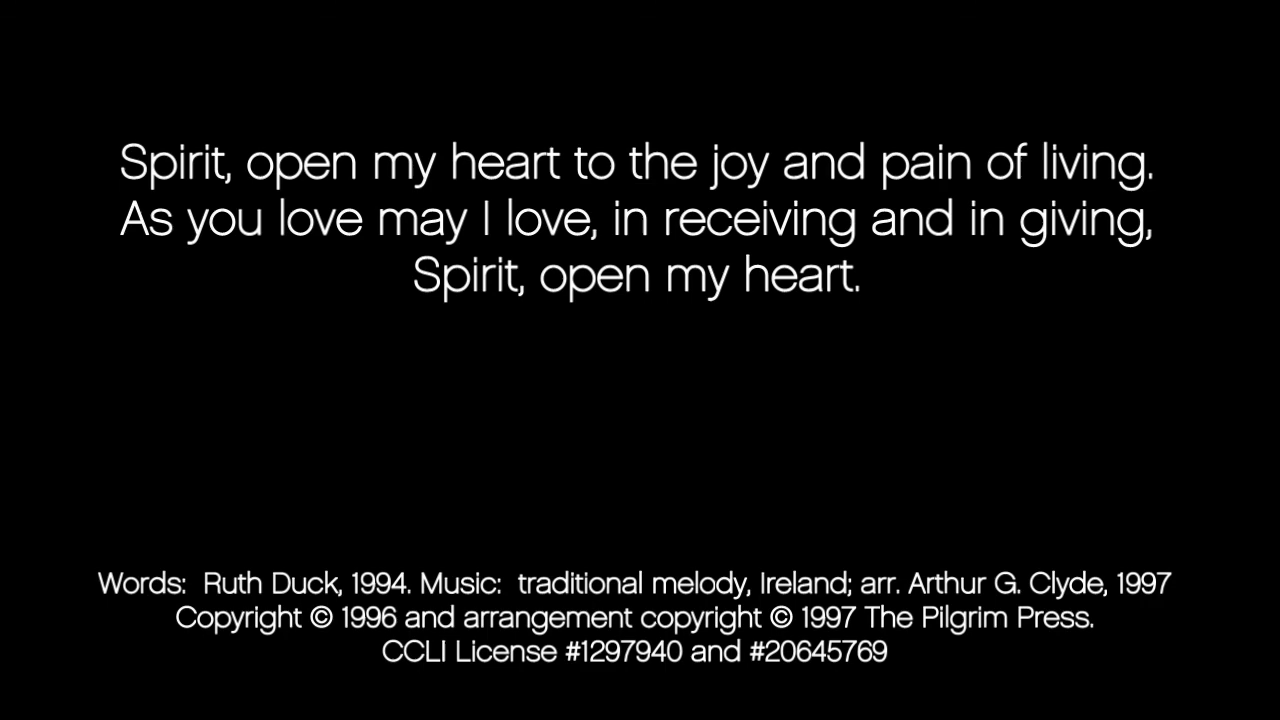 Spirit, open my heart to the joy and pain of living.
As you love may I love, in receiving and in giving,
Spirit, open my heart.
Words:  Ruth Duck, 1994. Music:  traditional melody, Ireland; arr. Arthur G. Clyde, 1997
Copyright © 1996 and arrangement copyright © 1997 The Pilgrim Press.
CCLI License #1297940 and #20645769